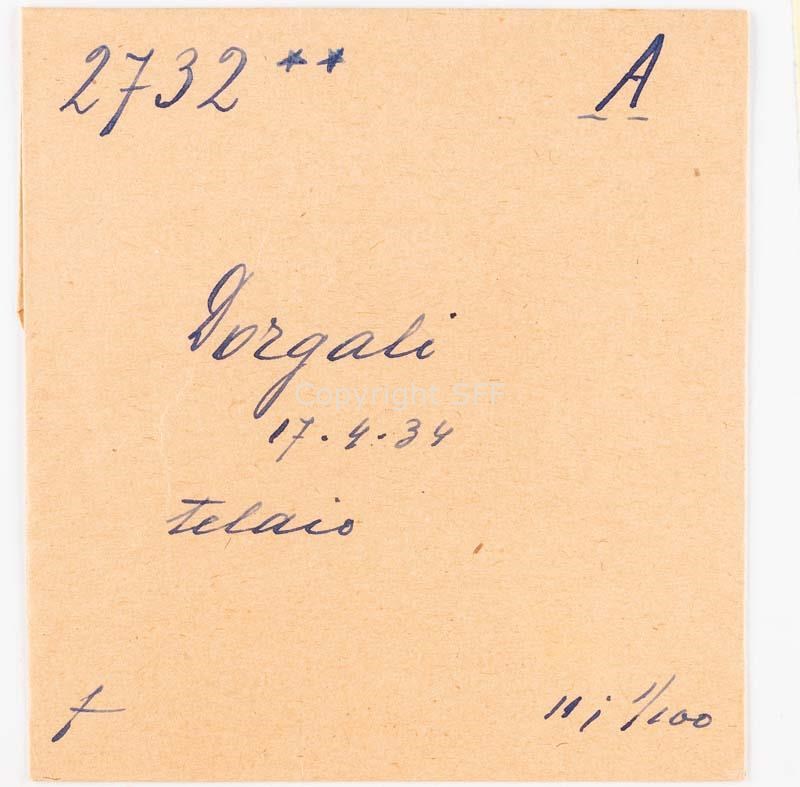 2732 ** A
Dorgali
Copyright SFF
17.4.34
telaio
f 11; 1/100